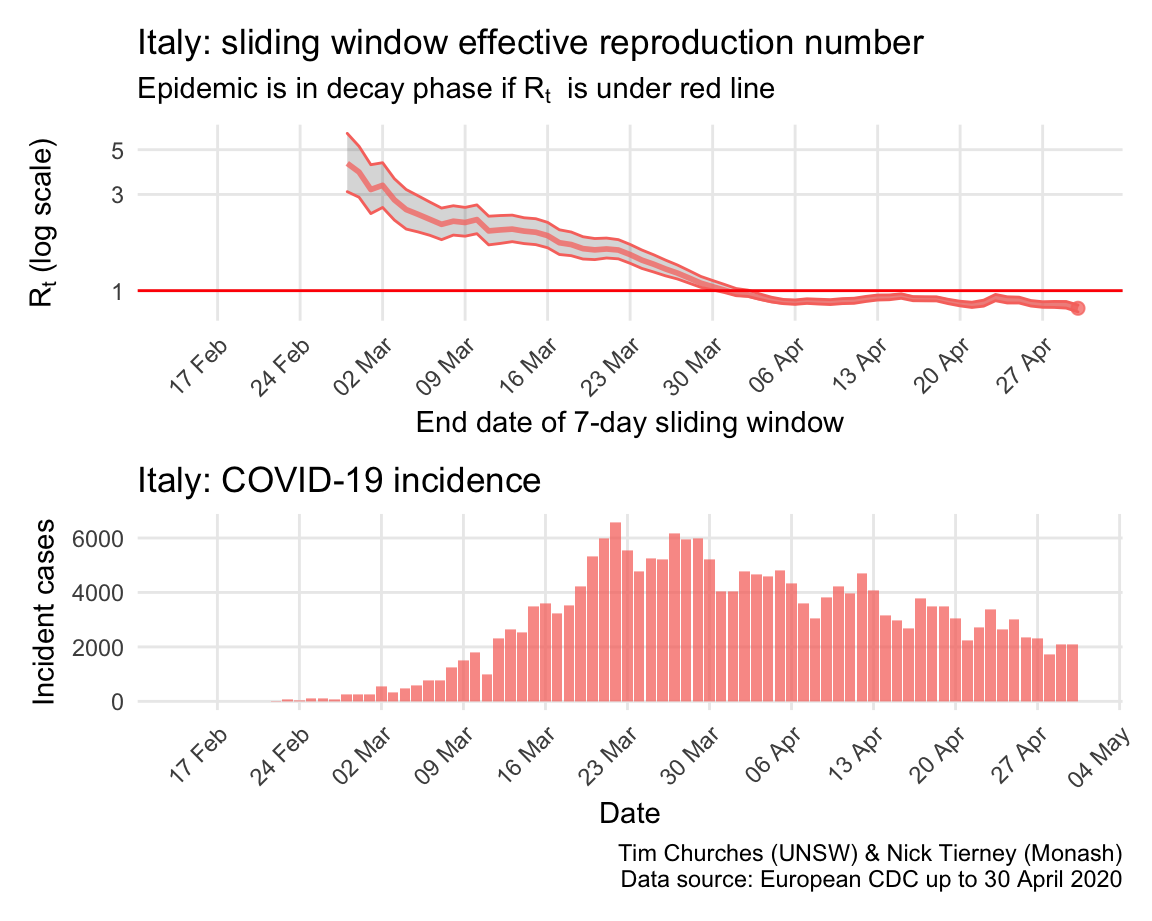 Italy: sliding window effective reproduction number
Epidemic is in decay phase if Rt is under red line
Rt (log scale)
5
3
1
17 Feb
24 Feb
02 Mar
09 Mar
16 Mar
23 Mar
30 Mar
06 Apr
13 Apr
20 Apr
27 Apr
End date of 7-day sliding window
Italy: COVID-19 incidence
Incident cases
6000
4000
2000
0
17 Feb
24 Feb
02 Mar
09 Mar
16 Mar
23 Mar
30 Mar
06 Apr
13 Apr
20 Apr
27 Apr
04 May
Date
Tim Churches (UNSW) & Nick Tierney (Monash)
Data source: European CDC up to 30 April 2020